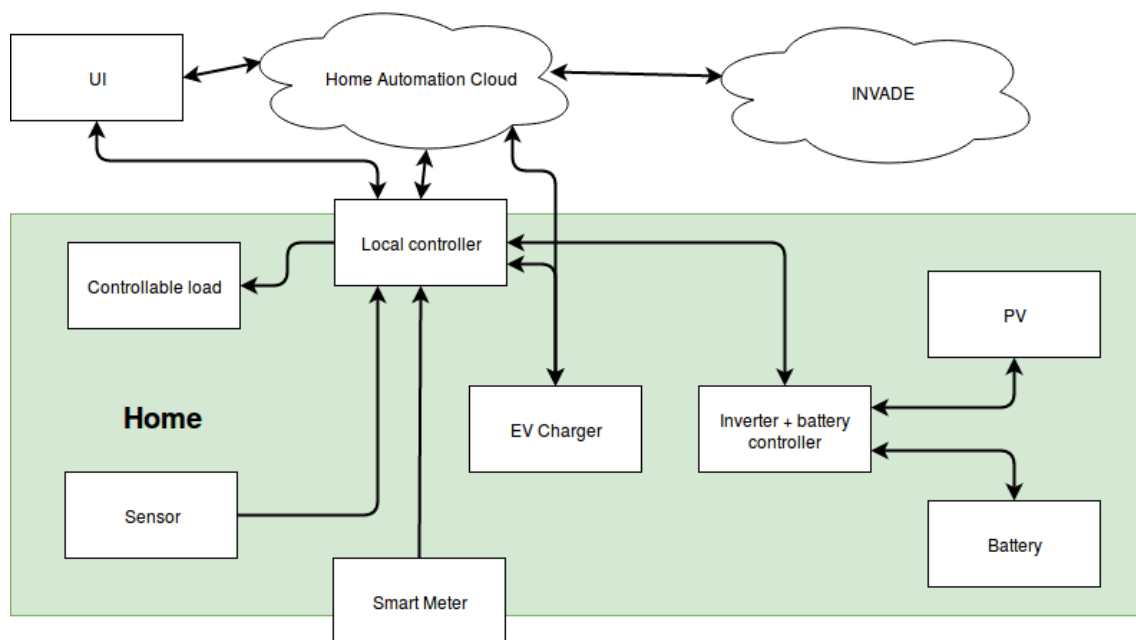 UI
Home Automation Cloud
INVADE
Local controller
Controllable load
PV
Home
EV Charger
Inverter + battery
controller
Sensor
Battery
Smart Meter